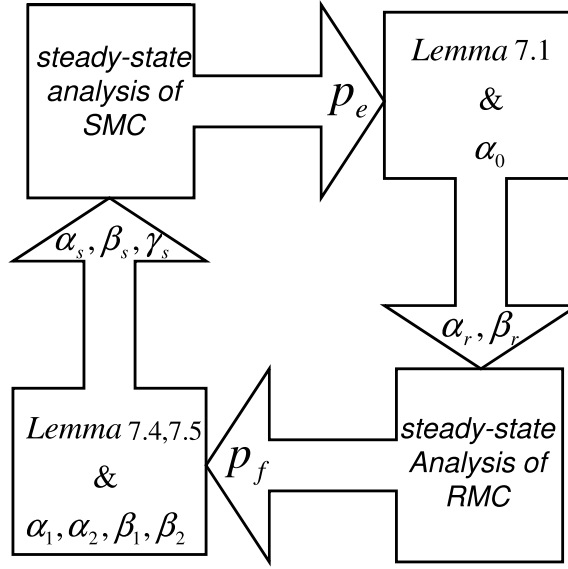 steady-state
analysis of
SMC
p_e
Lemma 7.1
&
α_0
α_r, β_r
steady-state
Analysis of
RMC
p_f
Lemma 7.4,7.5
&
α_1, α_2, β_1, β_2
α_s, β_s, γ_s